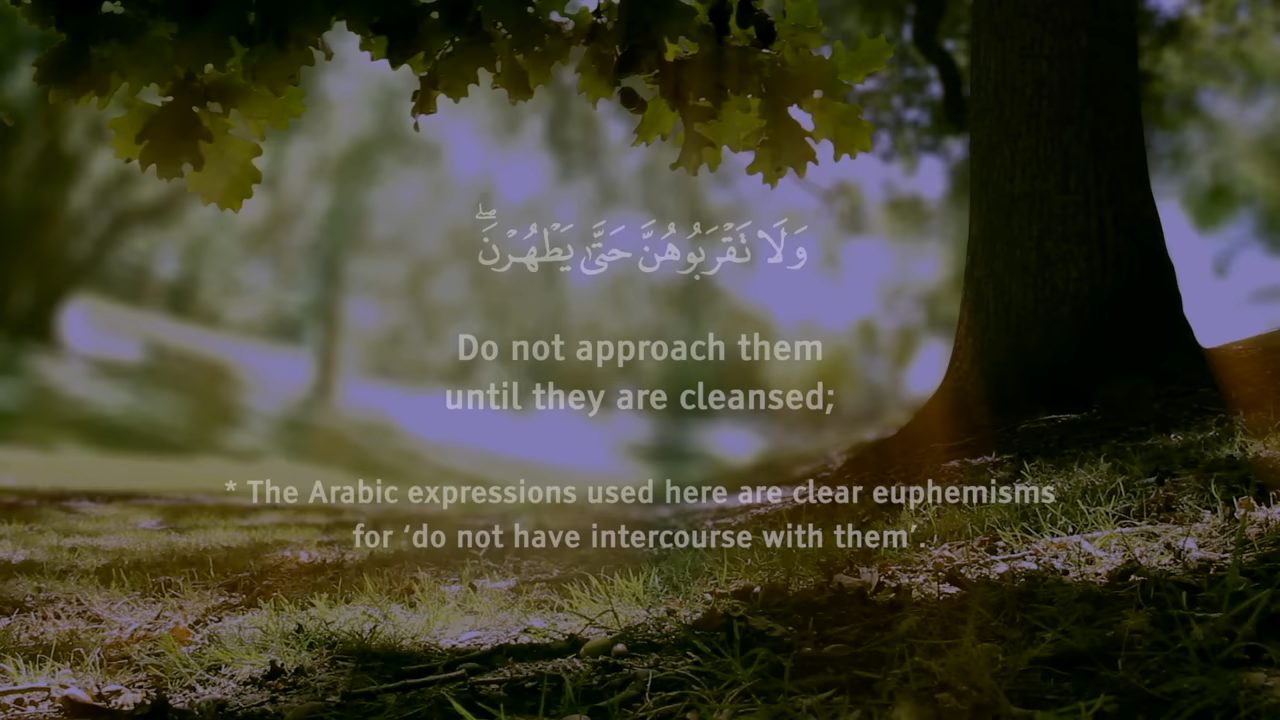 وَلَا تَقْرَبُوهُنَّ حَتَّىٰ يَطْهُرْنَ ۖ
Do not approach them
until they are cleansed;
* The Arabic expressions used here are clear euphemisms
for ‘do not have intercourse with them’